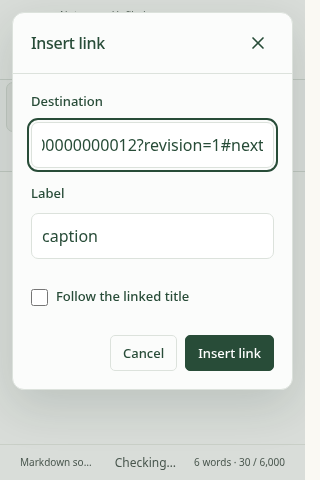 Insert link
Destination
00000000012?revision=1#next
Label
caption
Follow the linked title
Cancel Insert link
Markdown so... Checking... 6 words · 30 / 6,000